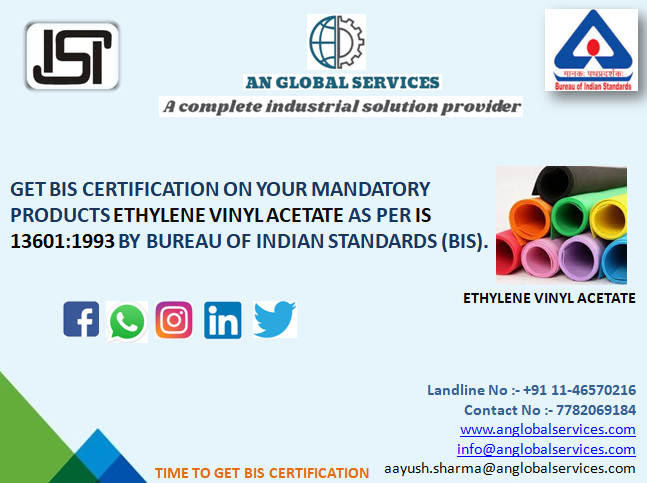 ISI
AN GLOBAL SERVICES
A complete industrial solution provider
मानकः पथप्रदर्शकः
Bureau of Indian Standards
GET BIS CERTIFICATION ON YOUR MANDATORY
PRODUCTS ETHYLENE VINYL ACETATE AS PER IS
13601:1993 BY BUREAU OF INDIAN STANDARDS (BIS).
ETHYLENE VINYL ACETATE
Landline No :- +91 11-46570216
Contact No :- 7782069184
www.anglobalservices.com
info@anglobalservices.com
aayush.sharma@anglobalservices.com
TIME TO GET BIS CERTIFICATION